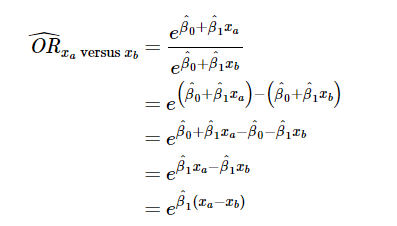 $\widehat{OR}_{x_a \text{ versus } x_b} = \frac{e^{\hat{\beta}_0+\hat{\beta}_1 x_a}}{e^{\hat{\beta}_0+\hat{\beta}_1 x_b}}$
$= e^{\left(\hat{\beta}_0+\hat{\beta}_1 x_a\right)-\left(\hat{\beta}_0+\hat{\beta}_1 x_b\right)}$
$= e^{\hat{\beta}_0+\hat{\beta}_1 x_a-\hat{\beta}_0-\hat{\beta}_1 x_b}$
$= e^{\hat{\beta}_1 x_a-\hat{\beta}_1 x_b}$
$= e^{\hat{\beta}_1(x_a-x_b)}$